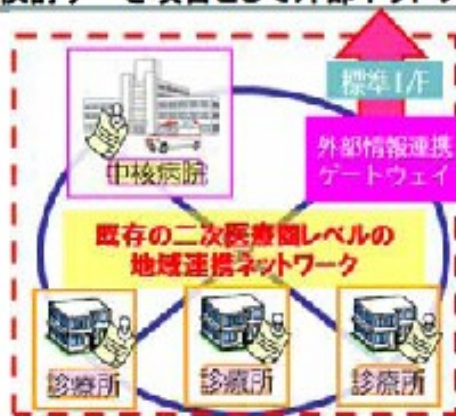 標準I/F
外部情報連携
ゲートウェイ
中核病院
既存の二次医療圏レベルの
地域連携ネットワーク
診療所
診療所
診療所